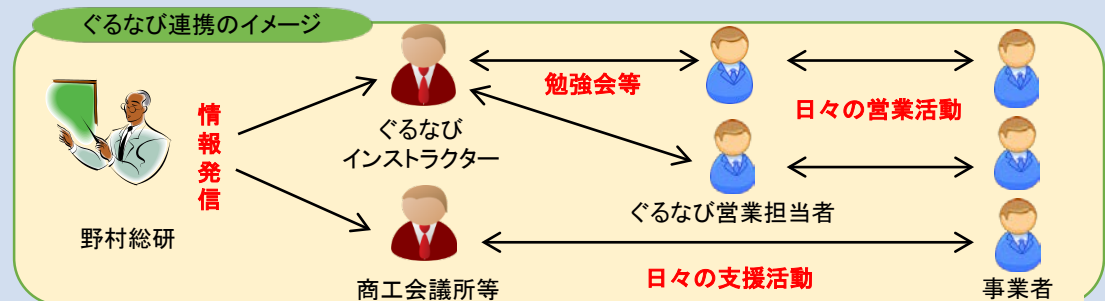 ぐるなび連携のイメージ
情報発信
野村総研
ぐるなび
インストラクター
勉強会等
日々の営業活動
ぐるなび営業担当者
商工会議所等
日々の支援活動
事業者